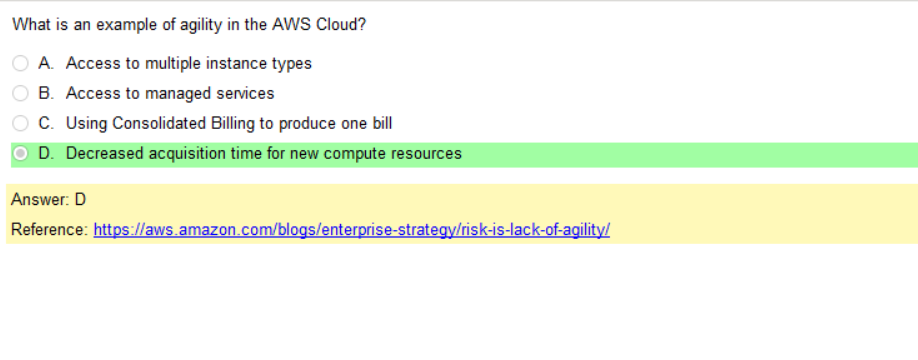 What is an example of agility in the AWS Cloud?
A. Access to multiple instance types
B. Access to managed services
C. Using Consolidated Billing to produce one bill
D. Decreased acquisition time for new compute resources
Answer: D
Reference: https://aws.amazon.com/blogs/enterprise-strategy/risk-is-lack-of-agility/